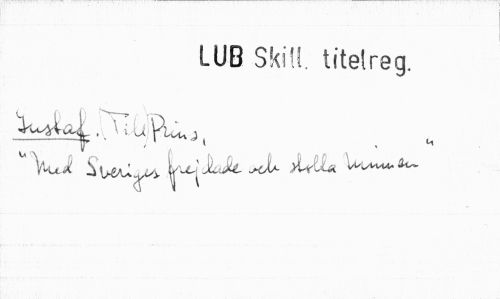 LUB Skill. titelreg.
Gustaf. (Till) Prins,
"Med Sveriges frejdade och stolta minnen"